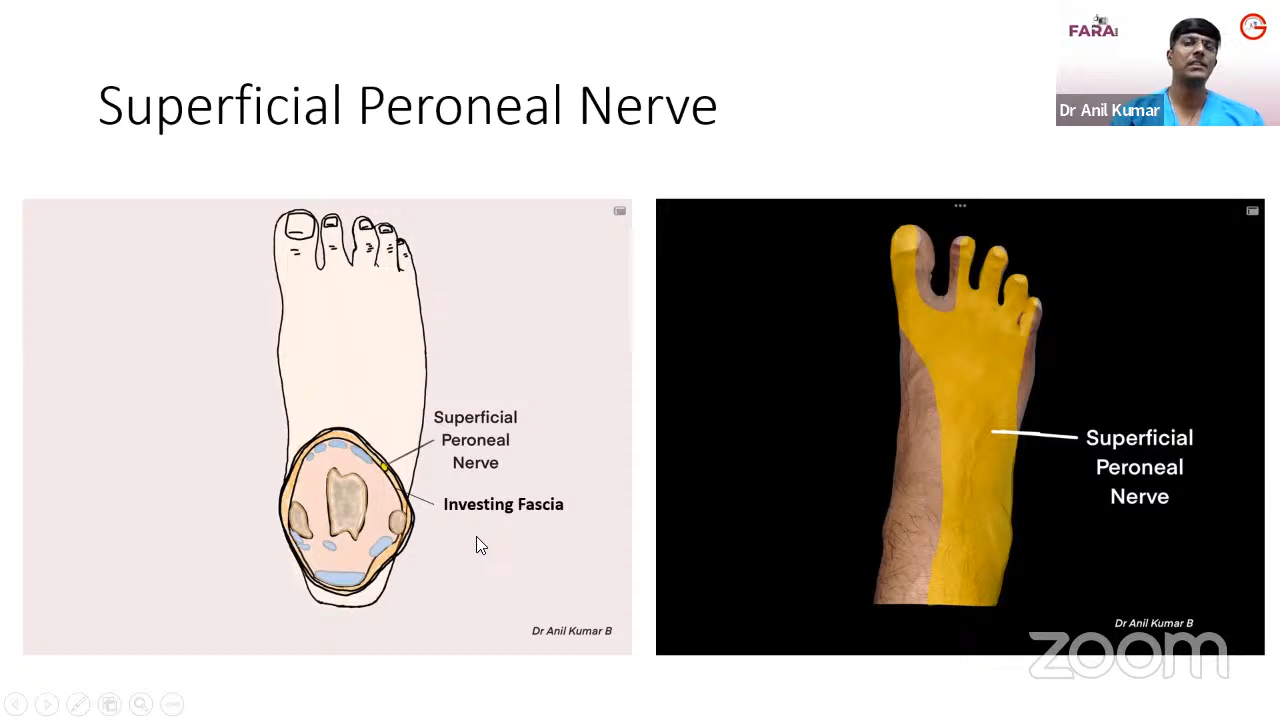 FARA
G
Dr Anil Kumar
Superficial Peroneal Nerve
Superficial
Peroneal
Nerve
Investing Fascia
Dr Anil Kumar B
Superficial
Peroneal
Nerve
Dr Anil Kumar B
zoom